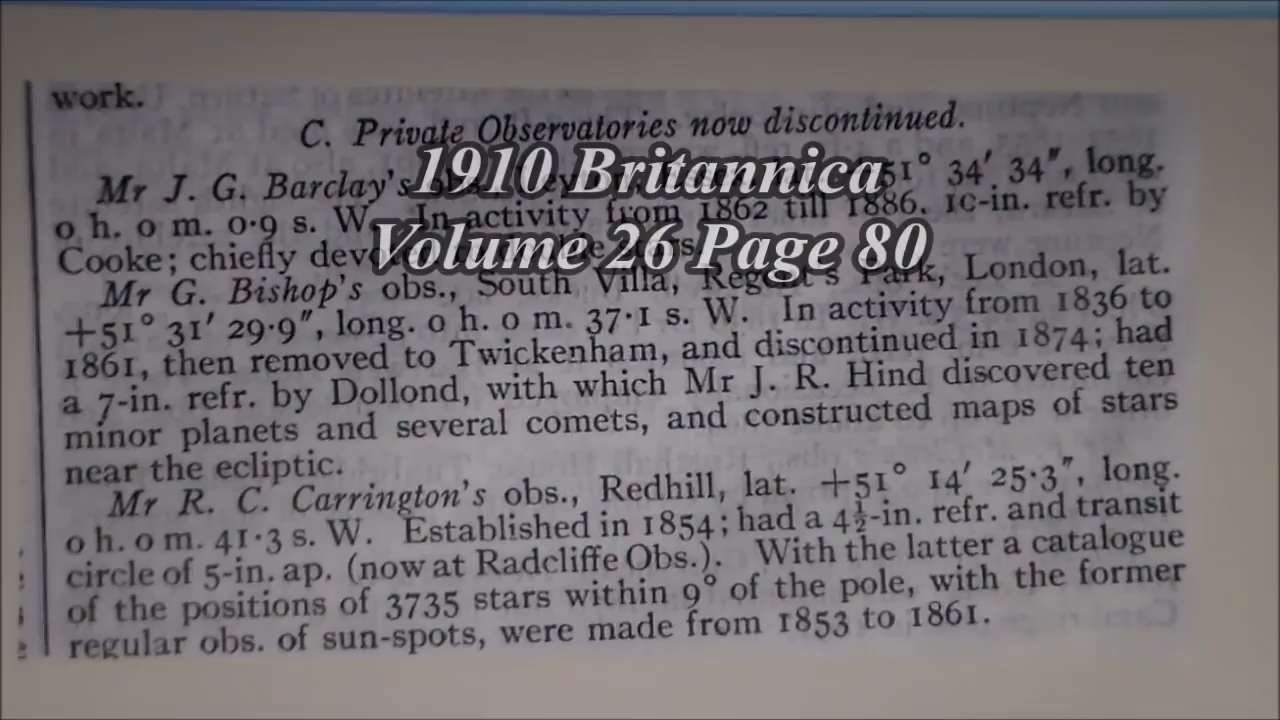 work.
C. Private Observatories now discontinued.
1910 Britannica
Volume 26 Page 80
Mr J. G. Barclay's 51° 34′ 34″, long.
0 h. 0 m. 0·9 s. W. In activity from 1862 till 1886. 10-in. refr. by
Cooke; chiefly stars.
Mr G. Bishop's obs., South Villa, Regent's Park, London, lat.
+51° 31′ 29·9″, long. 0 h. 0 m. 37·1 s. W. In activity from 1836 to
1861, then removed to Twickenham, and discontinued in 1874; had
a 7-in. refr. by Dollond, with which Mr J. R. Hind discovered ten
minor planets and several comets, and constructed maps of stars
near the ecliptic.
Mr R. C. Carrington's obs., Redhill, lat. +51° 14′ 25·3″, long.
0 h. 0 m. 41·3 s. W. Established in 1854; had a 4½-in. refr. and transit
circle of 5-in. ap. (now at Radcliffe Obs.). With the latter a catalogue
of the positions of 3735 stars within 9° of the pole, with the former
regular obs. of sun-spots, were made from 1853 to 1861.